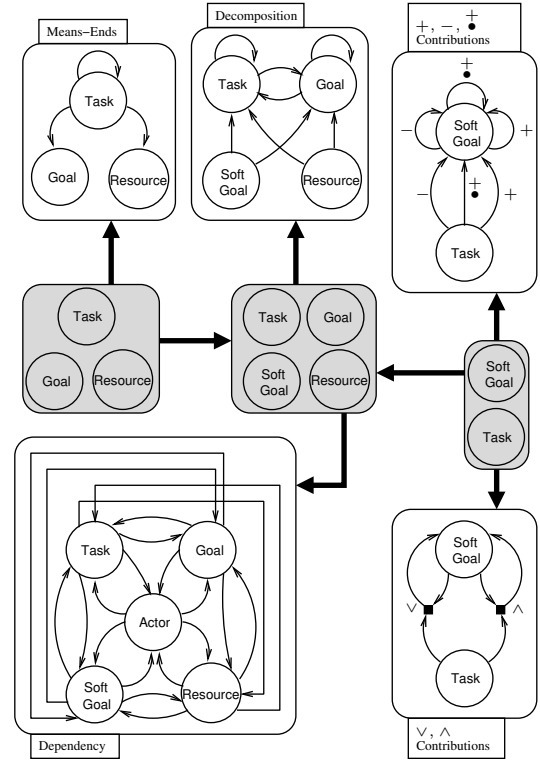 Means-Ends
Decomposition
+, −, +●
Contributions
Task
Goal
Resource
Task
Goal
Soft
Goal
Resource
+
●
Soft
Goal
−
+
−
+
●
+
Task
Task
Goal
Resource
Task
Goal
Soft
Goal
Resource
Soft
Goal
Task
Task
Goal
Actor
Soft
Goal
Resource
Dependency
Soft
Goal
∨
∧
Task
∨, ∧
Contributions